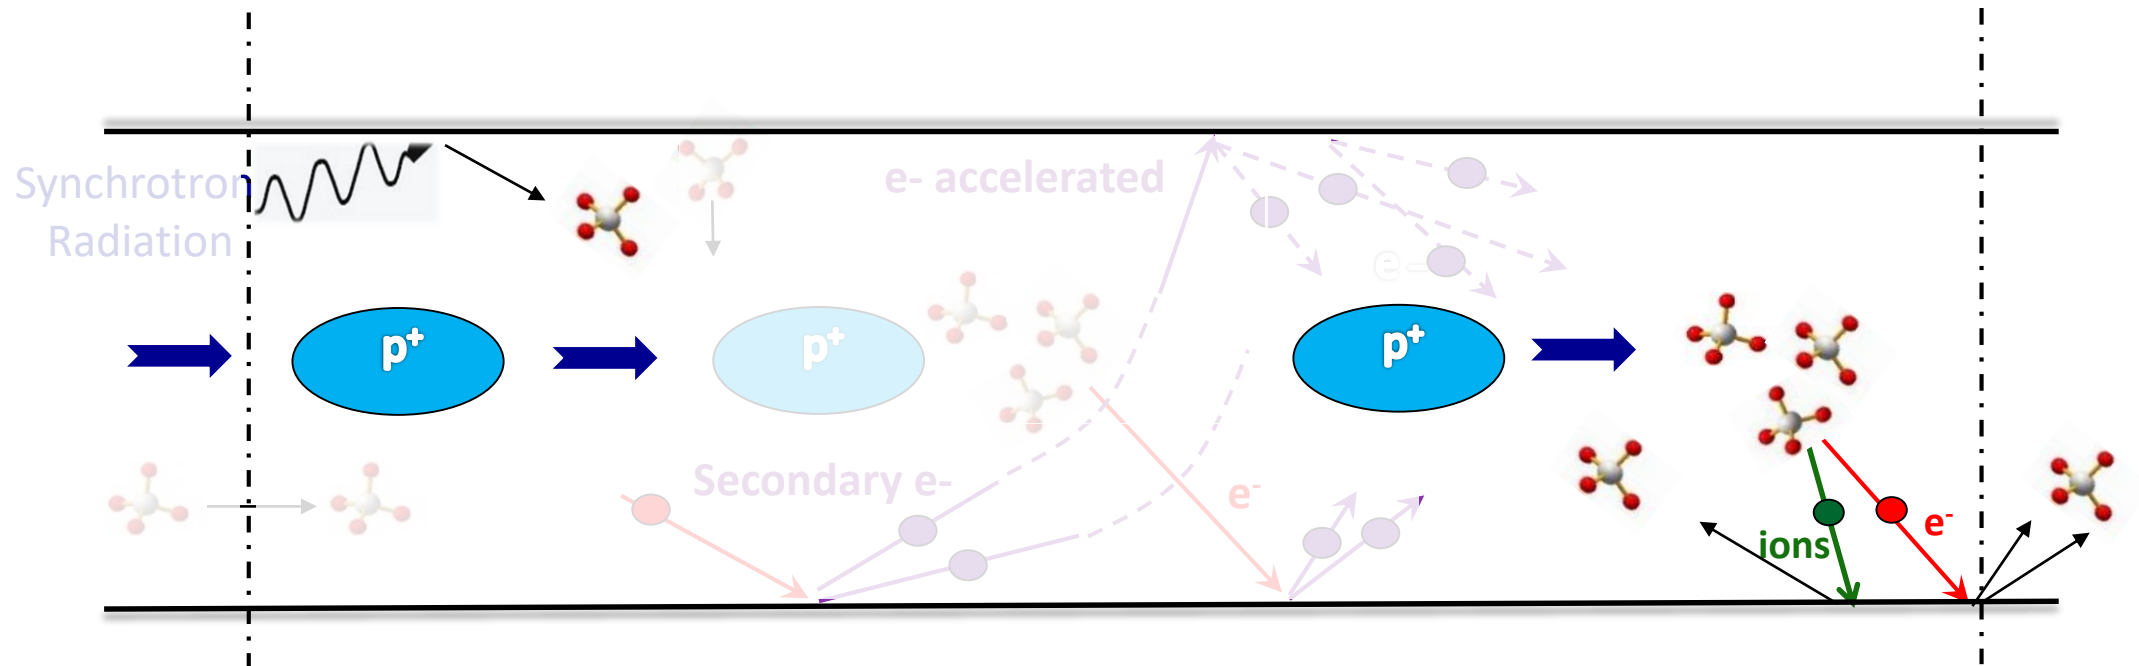 Synchrotron
Radiation
e- accelerated
e-
p⁺
p⁺
p⁺
Secondary e-
e⁻
e⁻
ions